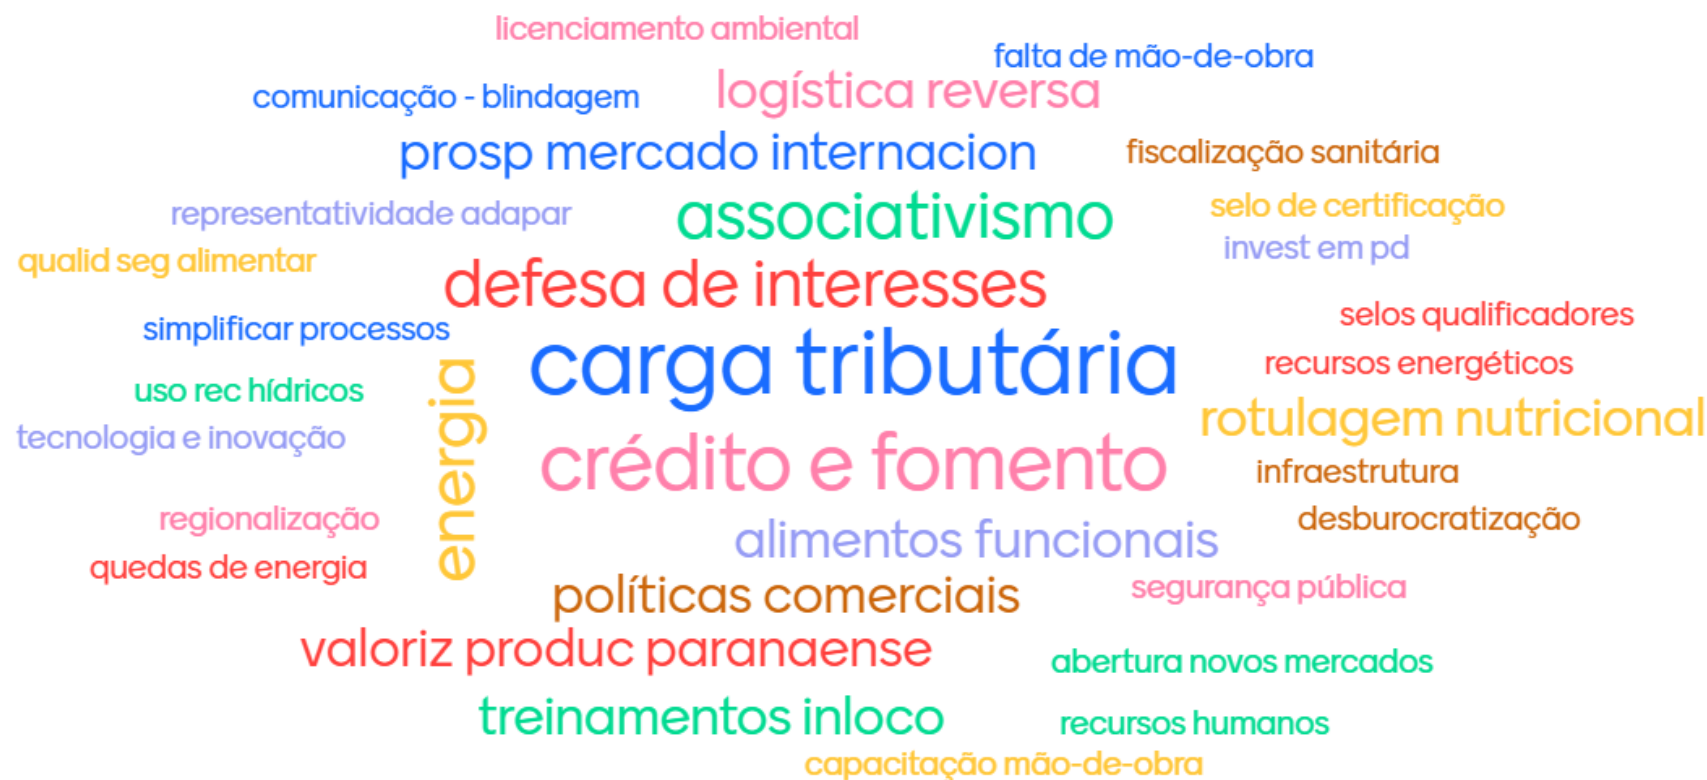 licenciamento ambiental
falta de mão-de-obra
logística reversa
comunicação - blindagem
prosp mercado internacion
fiscalização sanitária
selo de certificação
representatividade adapar
associativismo
invest em pd
qualid seg alimentar
defesa de interesses
selos qualificadores
simplificar processos
carga tributária
recursos energéticos
uso rec hídricos
energia
rotulagem nutricional
tecnologia e inovação
crédito e fomento
infraestrutura
regionalização
desburocratização
alimentos funcionais
quedas de energia
políticas comerciais
segurança pública
valoriz produc paranaense
abertura novos mercados
treinamentos inloco
recursos humanos
capacitação mão-de-obra